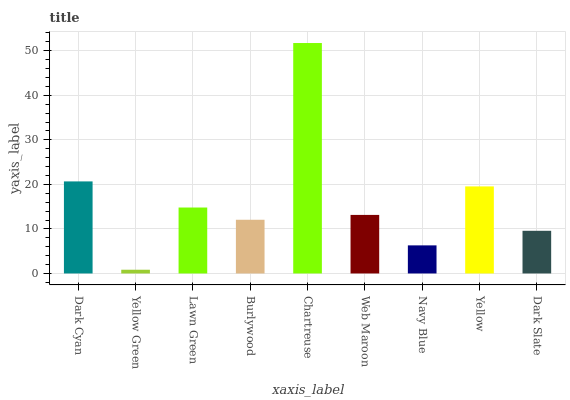 title
yaxis_label
50
40
30
20
10
0
Dark Cyan
Yellow Green
Lawn Green
Burlywood
Chartreuse
Web Maroon
Navy Blue
Yellow
Dark Slate
xaxis_label